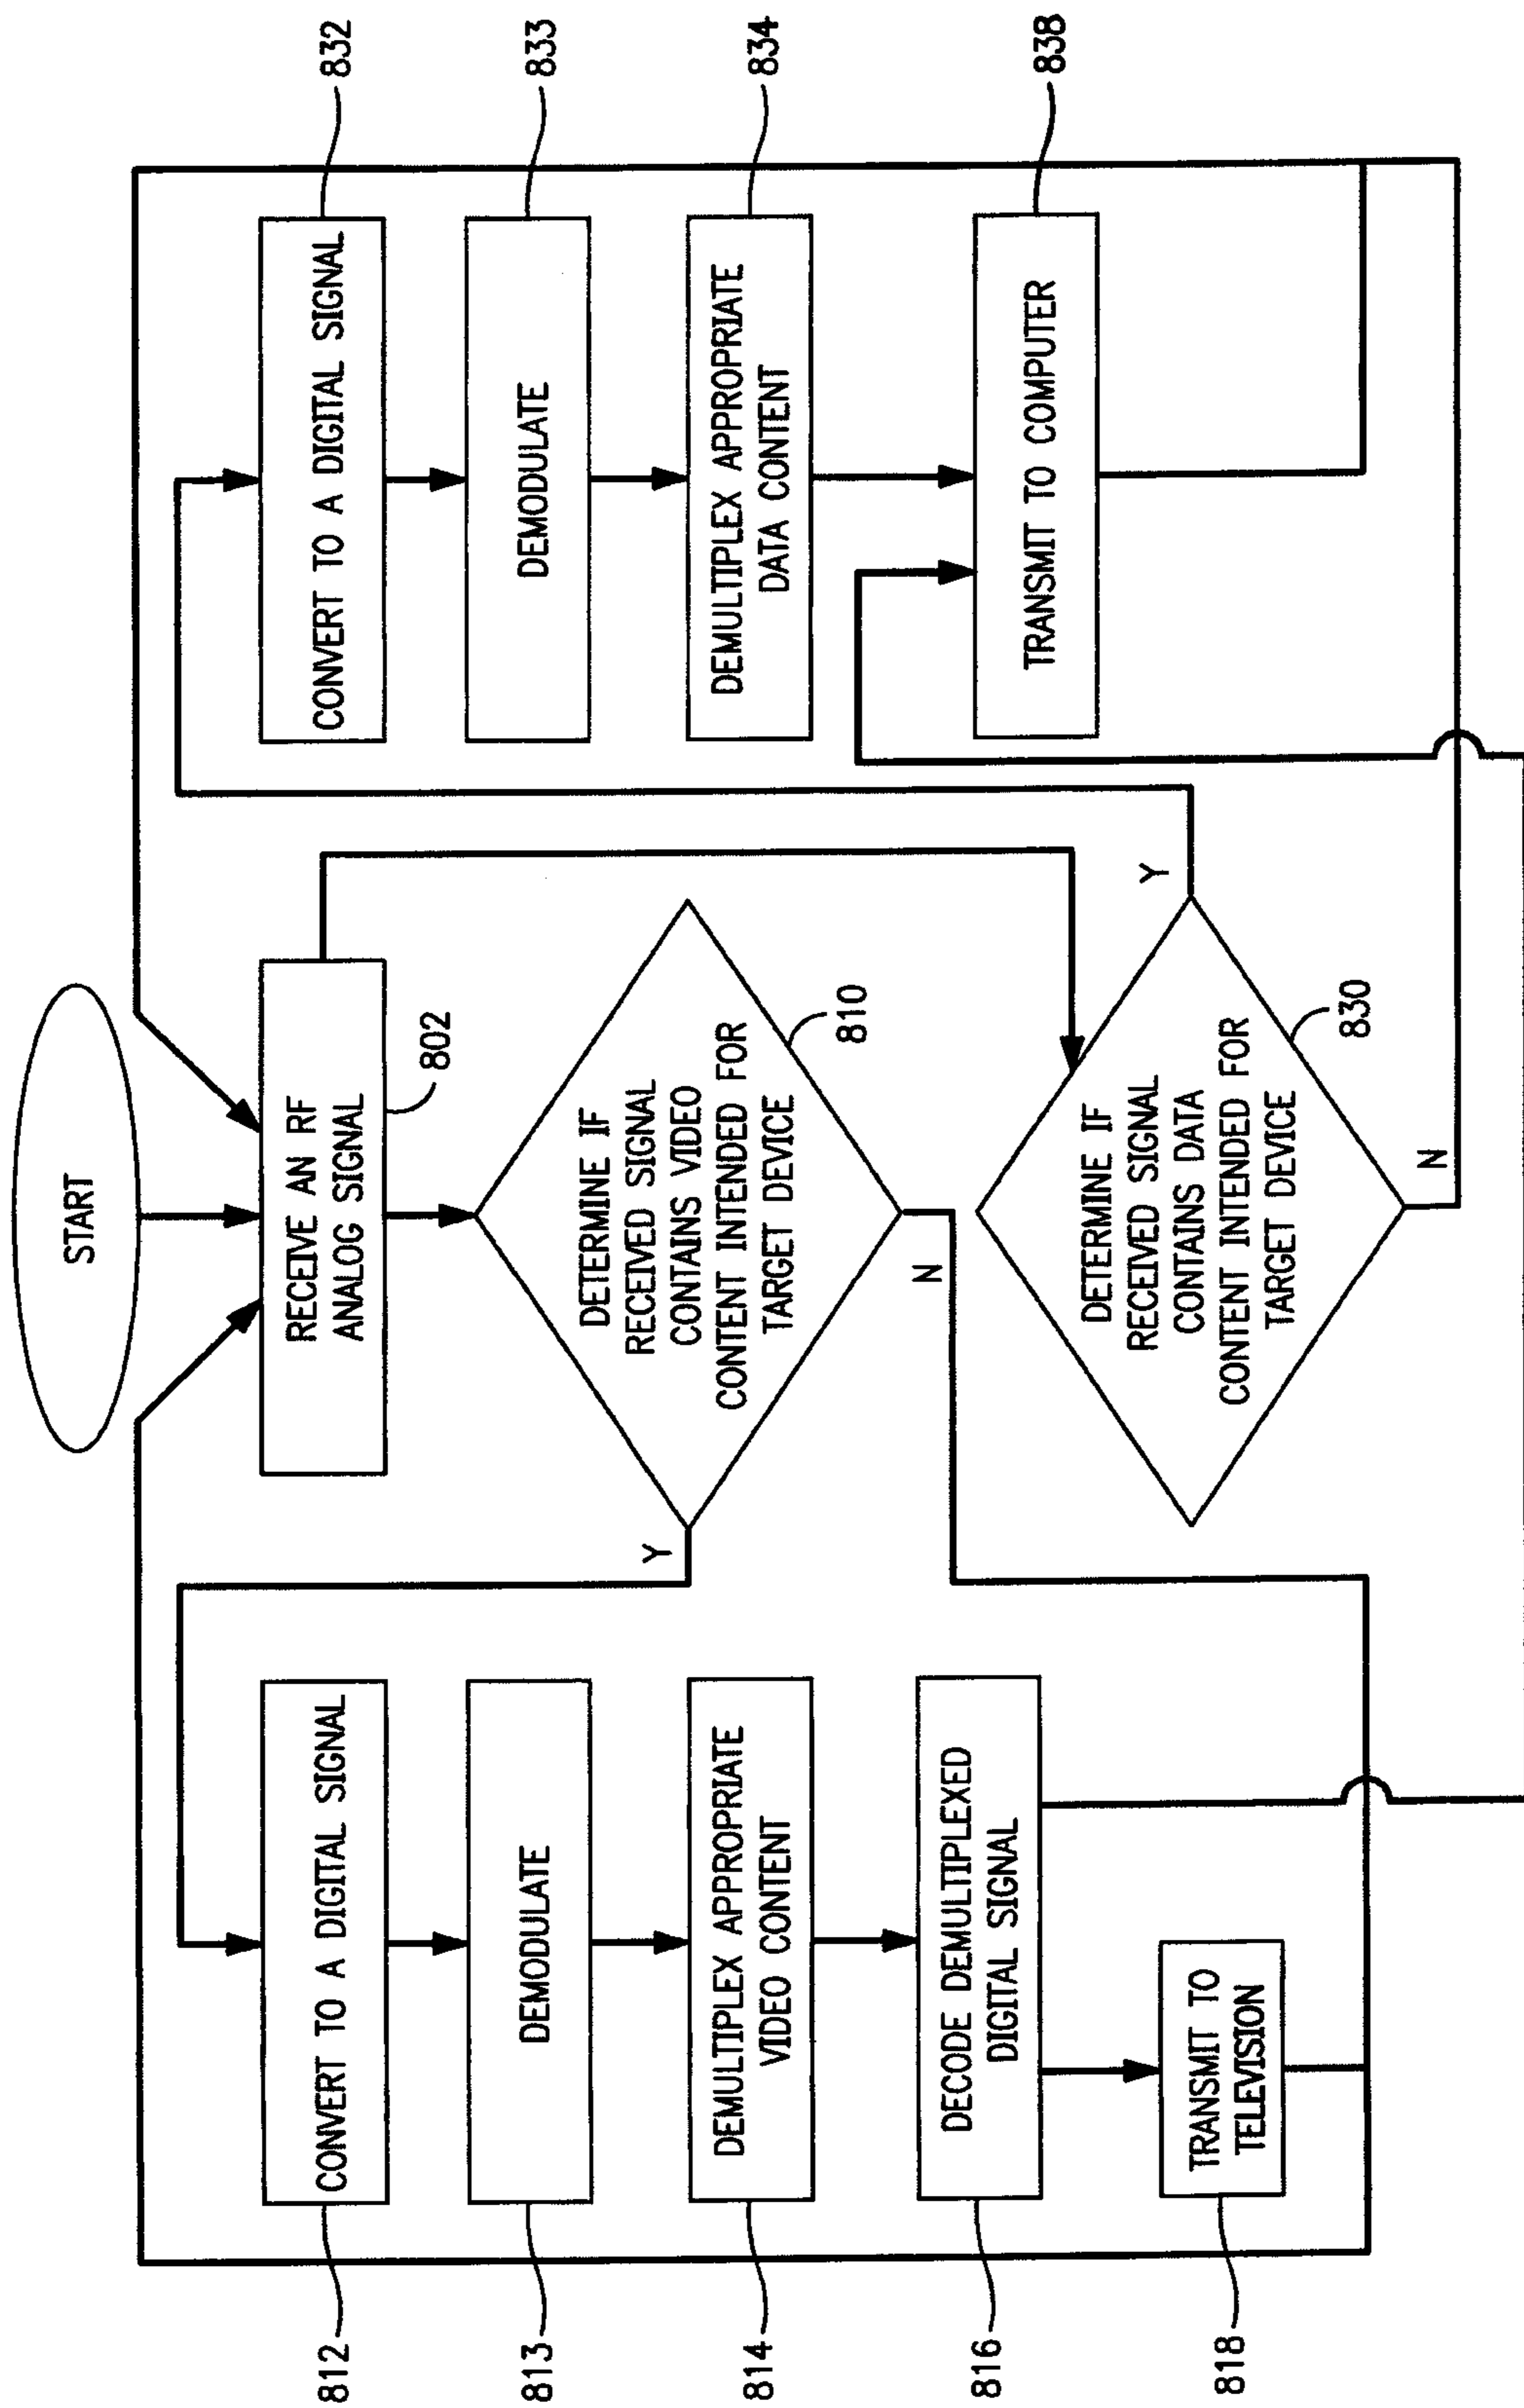 START
RECEIVE AN RF
ANALOG SIGNAL
802
DETERMINE IF
RECEIVED SIGNAL
CONTAINS VIDEO
CONTENT INTENDED FOR
TARGET DEVICE
810
Y
N
CONVERT TO A DIGITAL SIGNAL
812
DEMODULATE
813
DEMULTIPLEX APPROPRIATE
VIDEO CONTENT
814
DECODE DEMULTIPLEXED
DIGITAL SIGNAL
816
TRANSMIT TO
TELEVISION
818
DETERMINE IF
RECEIVED SIGNAL
CONTAINS DATA
CONTENT INTENDED FOR
TARGET DEVICE
830
Y
N
CONVERT TO A DIGITAL SIGNAL
832
DEMODULATE
833
DEMULTIPLEX APPROPRIATE
DATA CONTENT
834
TRANSMIT TO COMPUTER
838